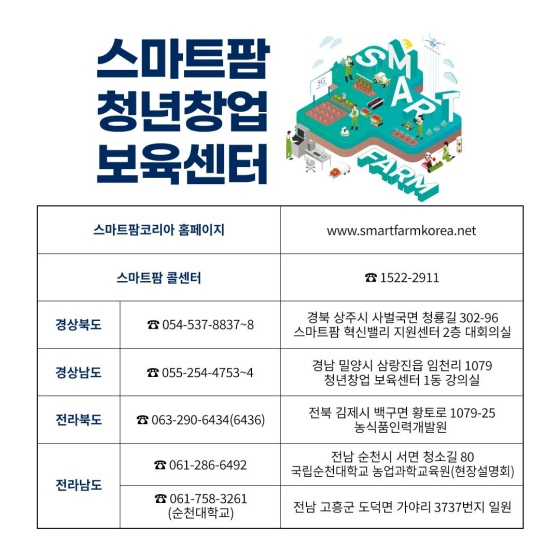 스마트팜
청년창업
보육센터
5G
SMART
FARM
스마트팜코리아 홈페이지
www.smartfarmkorea.net
스마트팜 콜센터
☎ 1522-2911
경상북도
☎ 054-537-8837~8
경북 상주시 사벌국면 청룡길 302-96
스마트팜 혁신밸리 지원센터 2층 대회의실
경상남도
☎ 055-254-4753~4
경남 밀양시 삼랑진읍 임천리 1079
청년창업 보육센터 1동 강의실
전라북도
☎ 063-290-6434(6436)
전북 김제시 백구면 황토로 1079-25
농식품인력개발원
전라남도
☎ 061-286-6492
전남 순천시 서면 청소길 80
국립순천대학교 농업과학교육원(현장설명회)
☎ 061-758-3261
(순천대학교)
전남 고흥군 도덕면 가야리 3737번지 일원